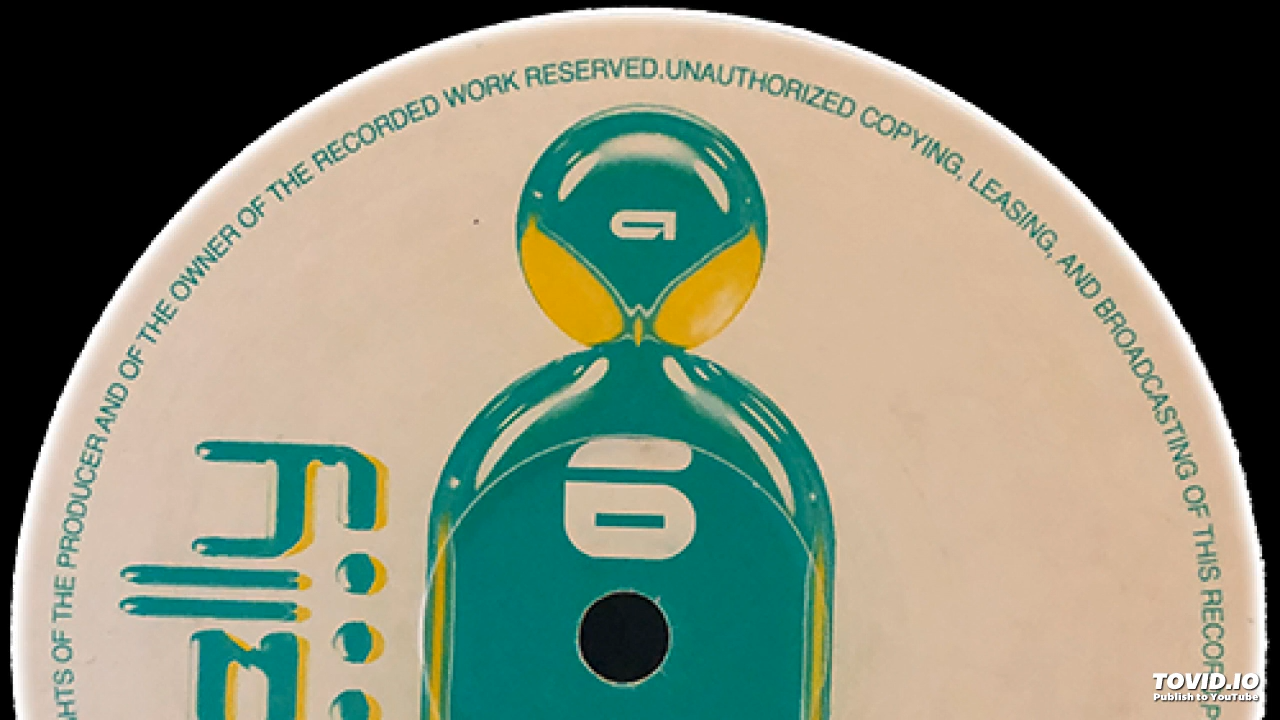 HTS OF THE PRODUCER AND OF THE OWNER OF THE RECORDED WORK RESERVED.UNAUTHORIZED COPYING, LEASING, AND BROADCASTING OF THIS RECOR
a
TOVID.IO
Publish to YouTube